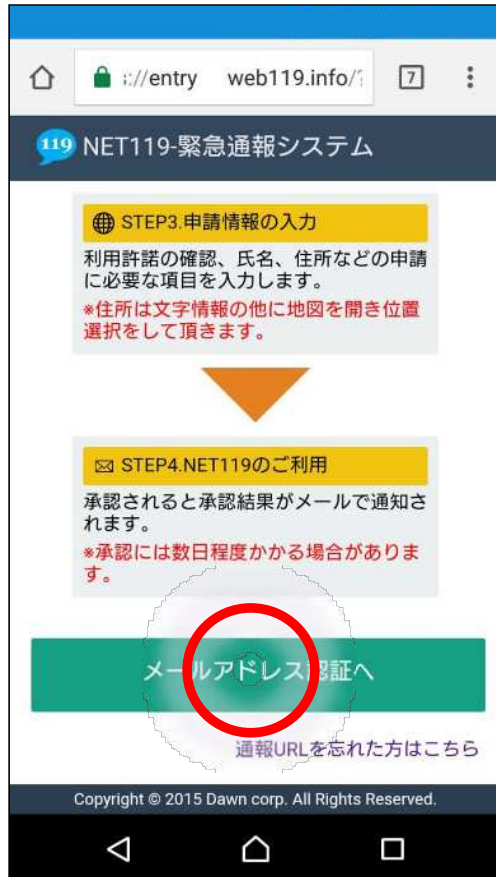 ://entry web119.info/?
7
119 NET119-緊急通報システム
STEP3.申請情報の入力
利用許諾の確認、氏名、住所などの申請
に必要な項目を入力します。
*住所は文字情報の他に地図を開き位置
選択をして頂きます。
STEP4.NET119のご利用
承認されると承認結果がメールで通知さ
れます。
*承認には数日程度かかる場合がありま
す。
メールアドレス認証へ
通報URLを忘れた方はこちら
Copyright © 2015 Dawn corp. All Rights Reserved.